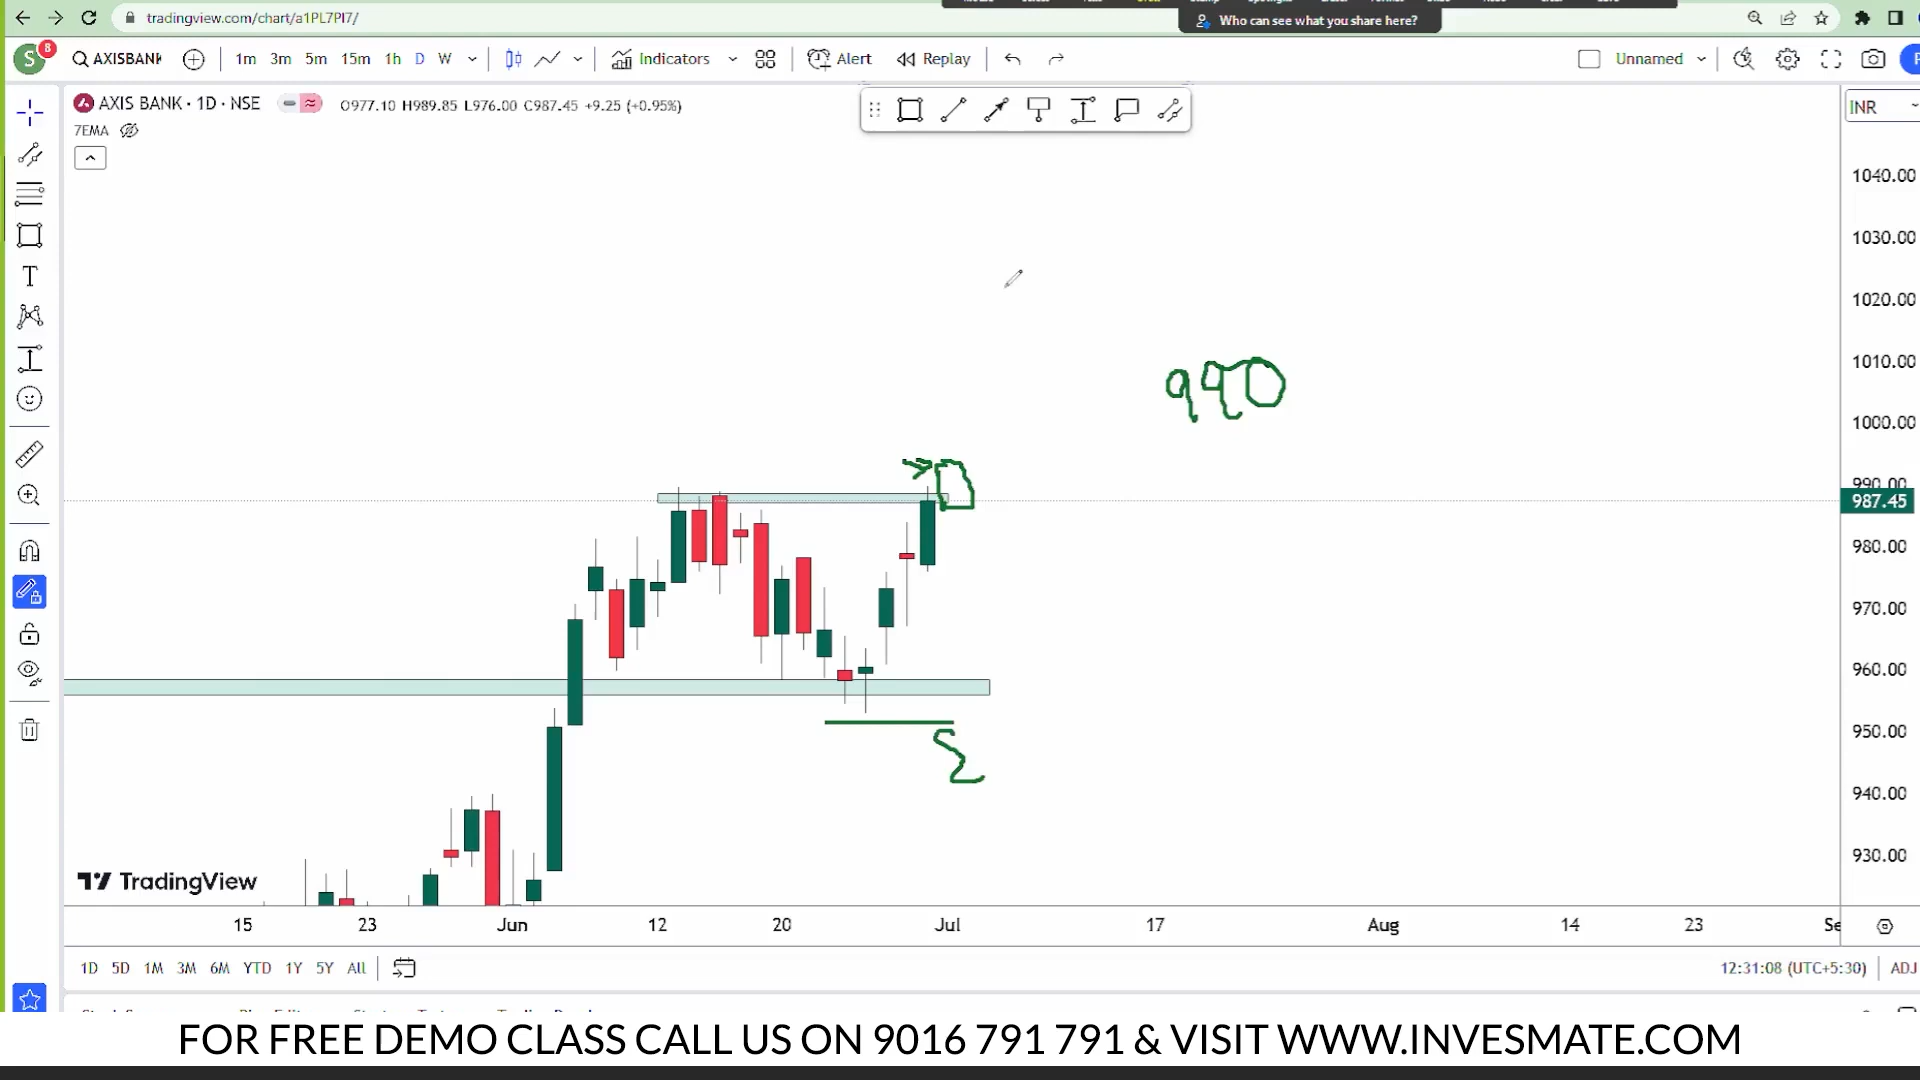 tradingview.com/chart/a1PL7PI7/
Who can see what you share here?
S 8 AXISBANK 1m 3m 5m 15m 1h D W Indicators Alert Replay Unnamed
AXIS BANK · 1D · NSE O977.10 H989.85 L976.00 C987.45 +9.25 (+0.95%)
INR
7EMA
1040.00
1030.00
1020.00
1010.00
990
1000.00
990.00
987.45
980.00
970.00
960.00
950.00
940.00
930.00
TradingView
15 23 Jun 12 20 Jul 17 Aug 14 23 Se
1D 5D 1M 3M 6M YTD 1Y 5Y All 12:31:08 (UTC+5:30) ADJ
FOR FREE DEMO CLASS CALL US ON 9016 791 791 & VISIT WWW.INVESMATE.COM